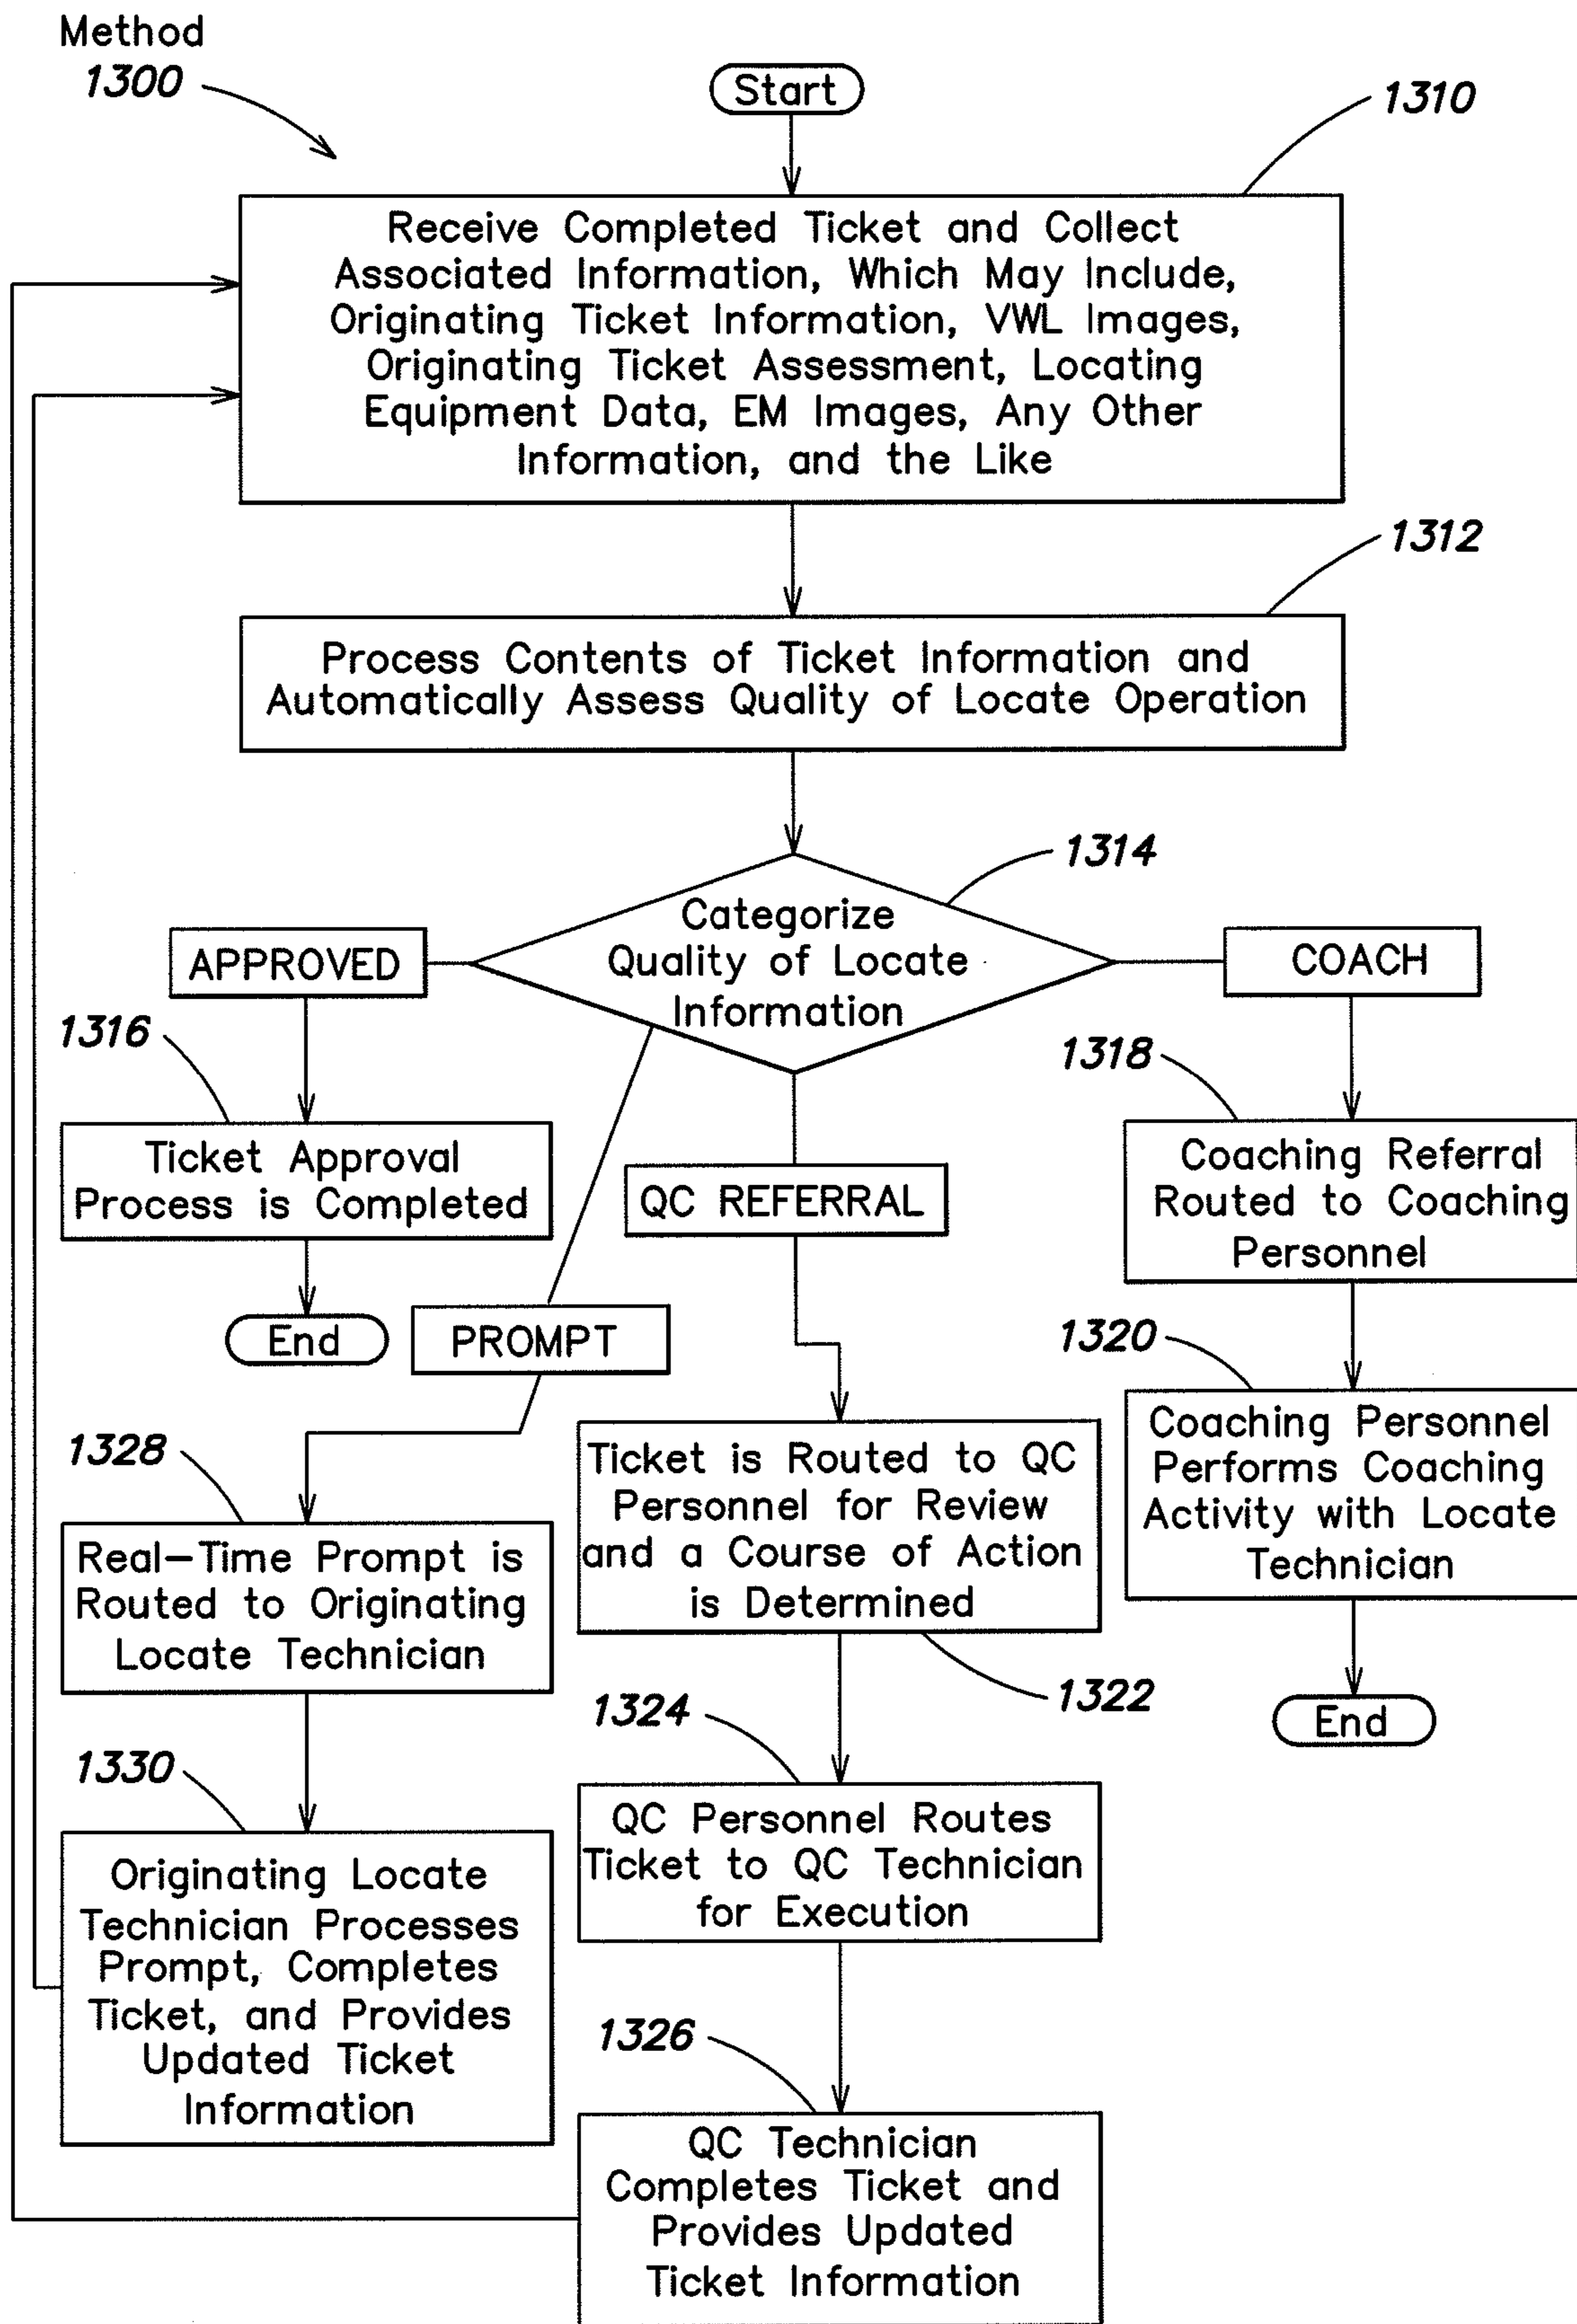 Method
1300
Start
1310
Receive Completed Ticket and Collect
Associated Information, Which May Include,
Originating Ticket Information, VWL Images,
Originating Ticket Assessment, Locating
Equipment Data, EM Images, Any Other
Information, and the Like
1312
Process Contents of Ticket Information and
Automatically Assess Quality of Locate Operation
1314
Categorize
Quality of Locate
Information
APPROVED
COACH
1316
Ticket Approval
Process is Completed
End
PROMPT
QC REFERRAL
1318
Coaching Referral
Routed to Coaching
Personnel
1320
Coaching Personnel
Performs Coaching
Activity with Locate
Technician
End
1328
Real-Time Prompt is
Routed to Originating
Locate Technician
1330
Originating Locate
Technician Processes
Prompt, Completes
Ticket, and Provides
Updated Ticket
Information
Ticket is Routed to QC
Personnel for Review
and a Course of Action
is Determined
1322
1324
QC Personnel Routes
Ticket to QC Technician
for Execution
1326
QC Technician
Completes Ticket and
Provides Updated
Ticket Information